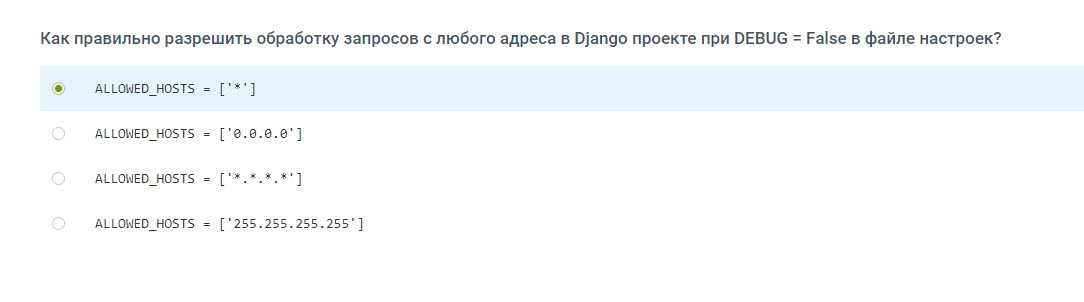 Как правильно разрешить обработку запросов с любого адреса в Django проекте при DEBUG = False в файле настроек?
ALLOWED_HOSTS = ['*']
ALLOWED_HOSTS = ['0.0.0.0']
ALLOWED_HOSTS = ['*.*.*.*']
ALLOWED_HOSTS = ['255.255.255.255']